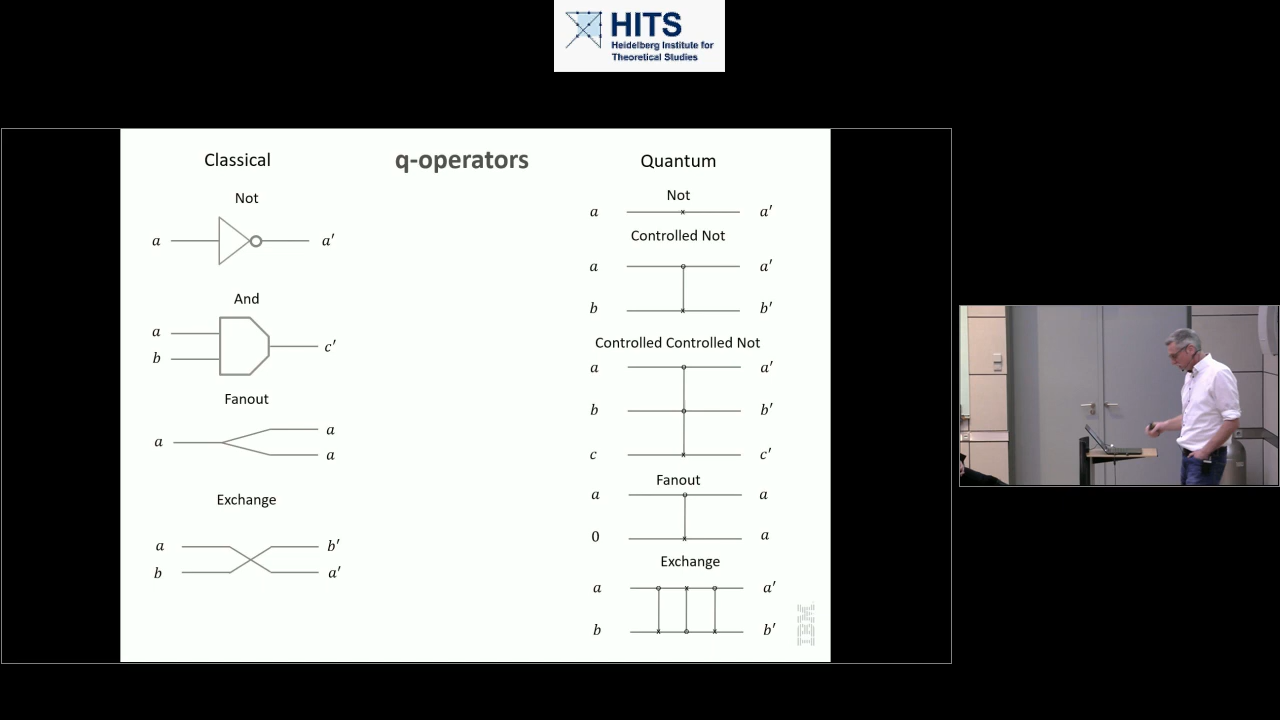 HITS
Heidelberg Institute for
Theoretical Studies
q-operators
Classical
Not
a a′
And
a
b
c′
Fanout
a
a
a
Exchange
a b′
b a′
Quantum
Not
a a′
Controlled Not
a a′
b b′
Controlled Controlled Not
a a′
b b′
c c′
Fanout
a a
0 a
Exchange
a a′
b b′
IBM